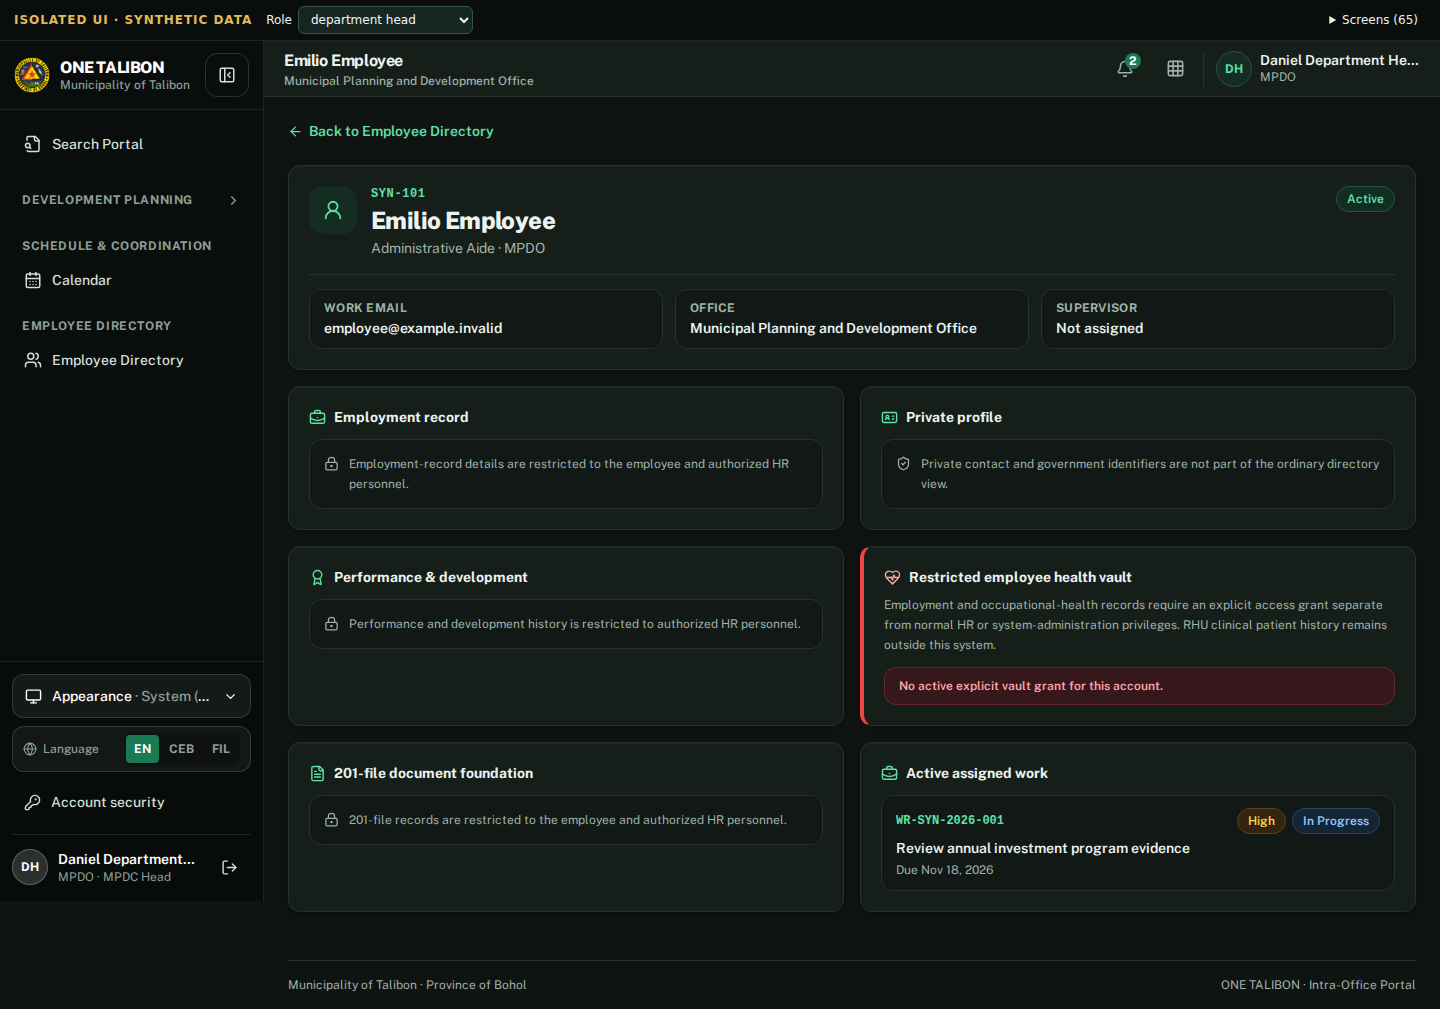 ISOLATED UI · SYNTHETIC DATA
Role
department head
Screens (65)
ONE TALIBON
Municipality of Talibon
Emilio Employee
Municipal Planning and Development Office
2
DH
Daniel Department He...
MPDO
Search Portal
DEVELOPMENT PLANNING
SCHEDULE & COORDINATION
Calendar
EMPLOYEE DIRECTORY
Employee Directory
Appearance · System (...
Language
EN
CEB
FIL
Account security
DH
Daniel Department...
MPDO · MPDC Head
Back to Employee Directory
SYN-101
Emilio Employee
Administrative Aide · MPDO
Active
WORK EMAIL
employee@example.invalid
OFFICE
Municipal Planning and Development Office
SUPERVISOR
Not assigned
Employment record
Employment-record details are restricted to the employee and authorized HR
personnel.
Private profile
Private contact and government identifiers are not part of the ordinary directory
view.
Performance & development
Performance and development history is restricted to authorized HR personnel.
Restricted employee health vault
Employment and occupational-health records require an explicit access grant separate
from normal HR or system-administration privileges. RHU clinical patient history remains
outside this system.
No active explicit vault grant for this account.
201-file document foundation
201-file records are restricted to the employee and authorized HR personnel.
Active assigned work
WR-SYN-2026-001
High
In Progress
Review annual investment program evidence
Due Nov 18, 2026
Municipality of Talibon · Province of Bohol
ONE TALIBON · Intra-Office Portal